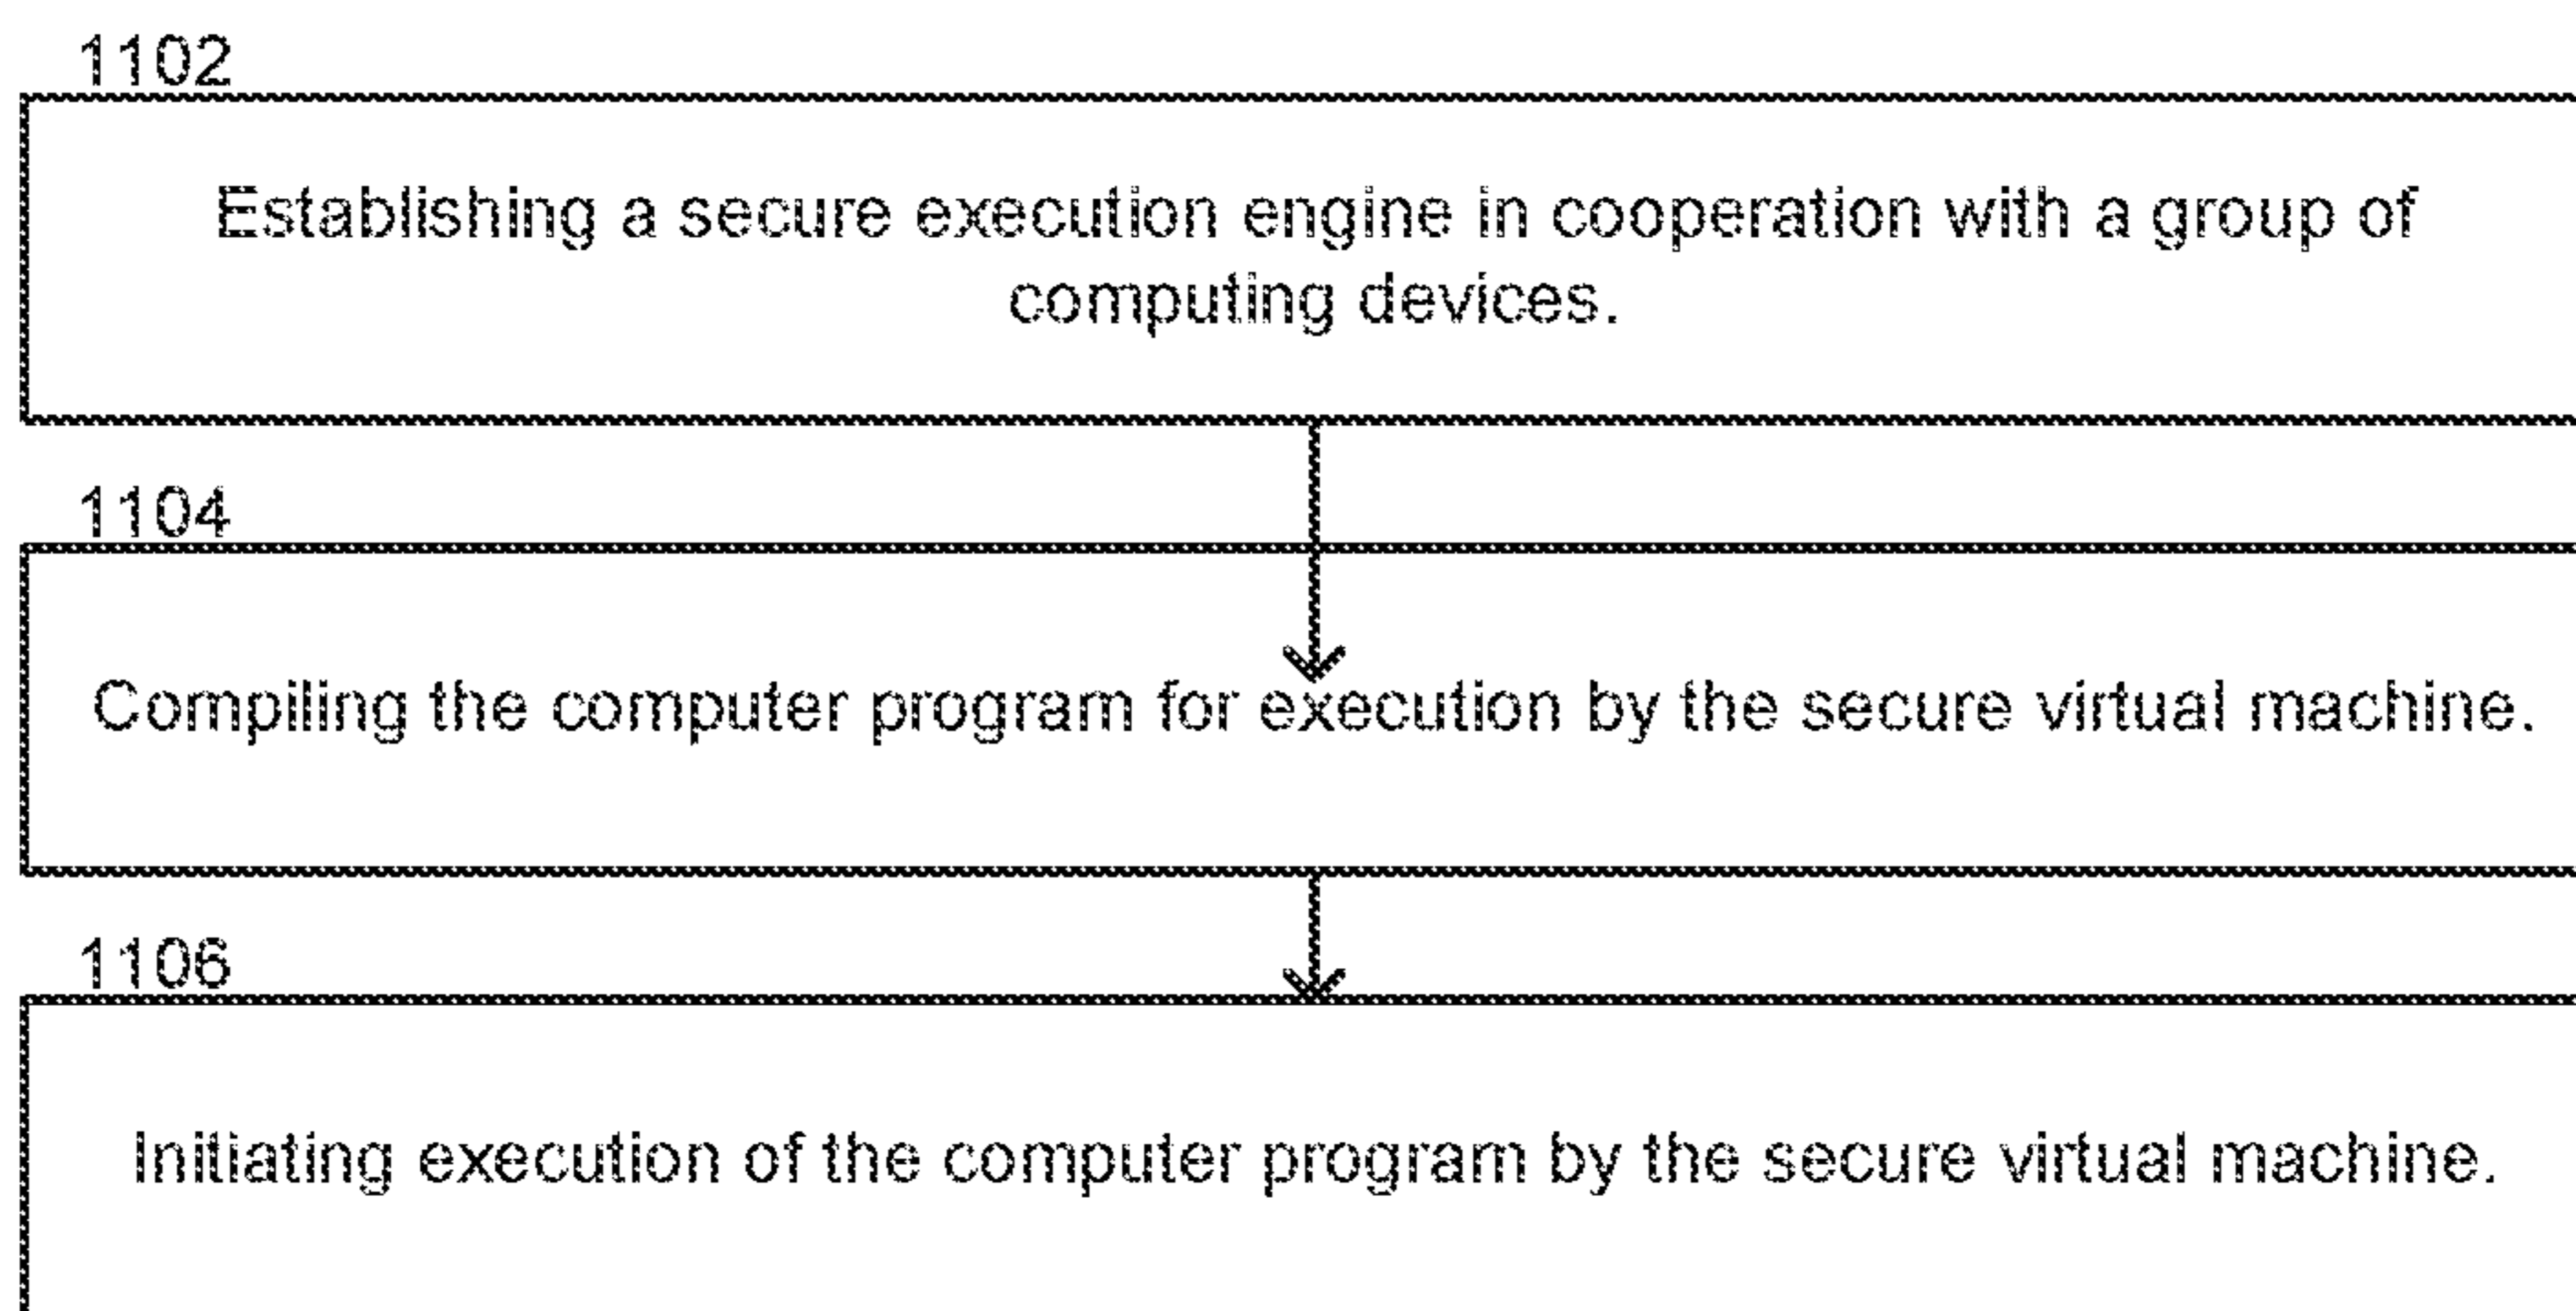 1102
Establishing a secure execution engine in cooperation with a group of
computing devices.
1104
Compiling the computer program for execution by the secure virtual machine.
1106
Initiating execution of the computer program by the secure virtual machine.